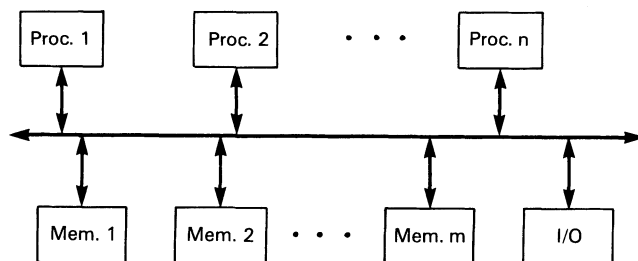 Proc. 1 Proc. 2 . . . Proc. n
Mem. 1 Mem. 2 . . . Mem. m I/O